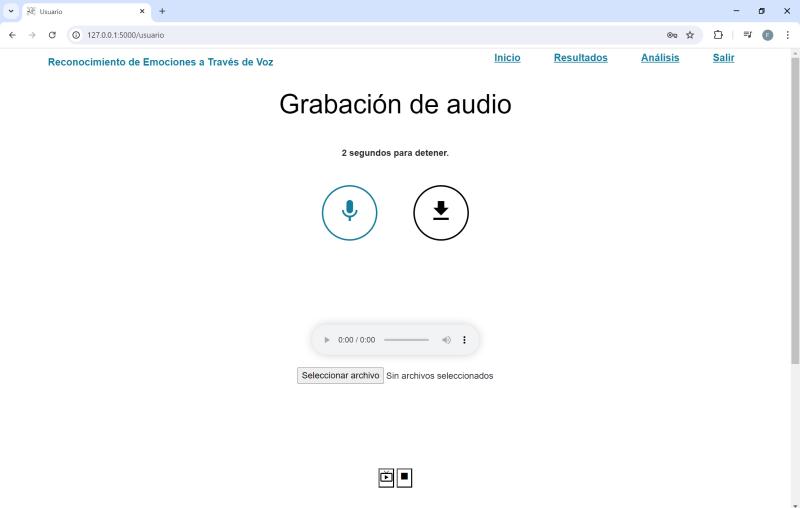 Usuario
127.0.0.1:5000/usuario
F
Reconocimiento de Emociones a Través de Voz
Inicio Resultados Análisis Salir
Grabación de audio
2 segundos para detener.
0:00 / 0:00
Seleccionar archivo Sin archivos seleccionados